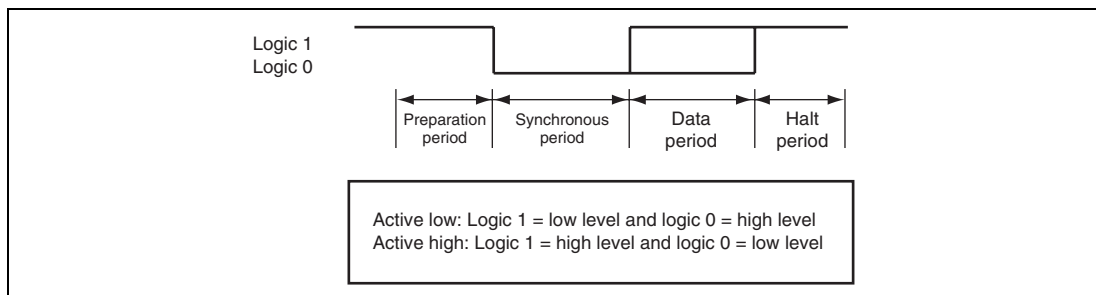 Logic 1
Logic 0
Preparation
period
Synchronous
period
Data
period
Halt
period
Active low: Logic 1 = low level and logic 0 = high level
Active high: Logic 1 = high level and logic 0 = low level